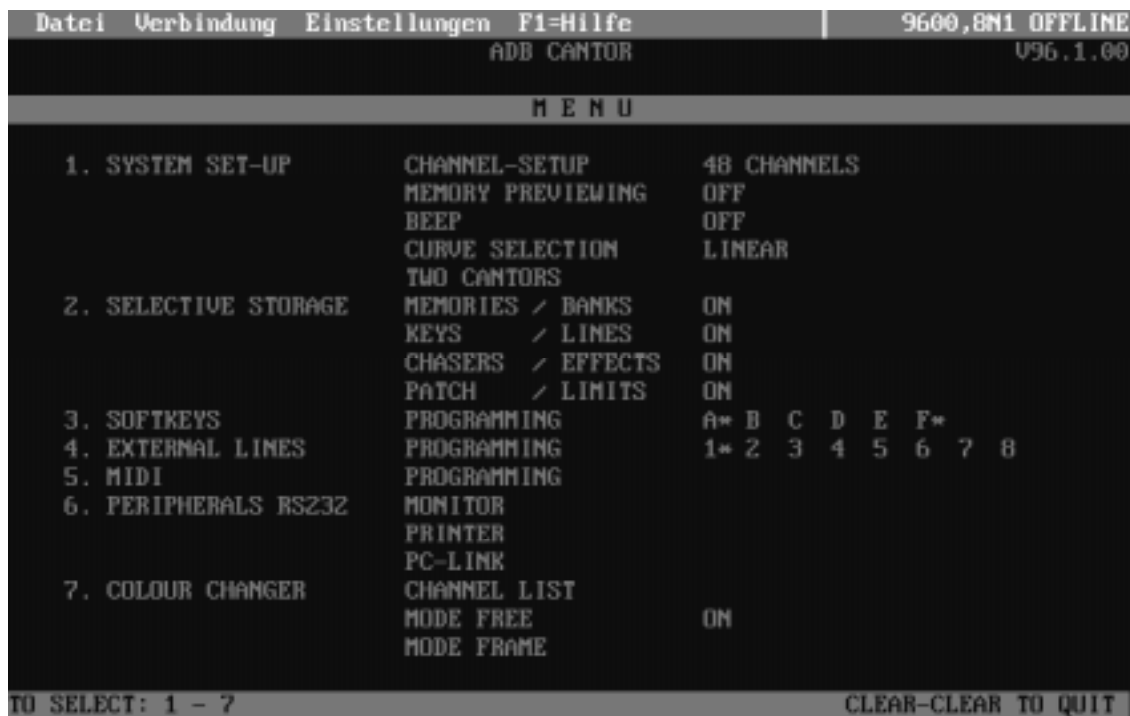 Datei Verbindung Einstellungen F1=Hilfe 9600,8N1 OFFLINE
ADB CANTOR V96.1.00
M E N U
1. SYSTEM SET-UP CHANNEL-SETUP 48 CHANNELS
MEMORY PREVIEWING OFF
BEEP OFF
CURVE SELECTION LINEAR
TWO CANTORS
2. SELECTIVE STORAGE MEMORIES / BANKS ON
KEYS / LINES ON
CHASERS / EFFECTS ON
PATCH / LIMITS ON
3. SOFTKEYS PROGRAMMING A* B C D E F*
4. EXTERNAL LINES PROGRAMMING 1* 2 3 4 5 6 7 8
5. MIDI PROGRAMMING
6. PERIPHERALS RS232 MONITOR
PRINTER
PC-LINK
7. COLOUR CHANGER CHANNEL LIST
MODE FREE ON
MODE FRAME
TO SELECT: 1 - 7 CLEAR-CLEAR TO QUIT